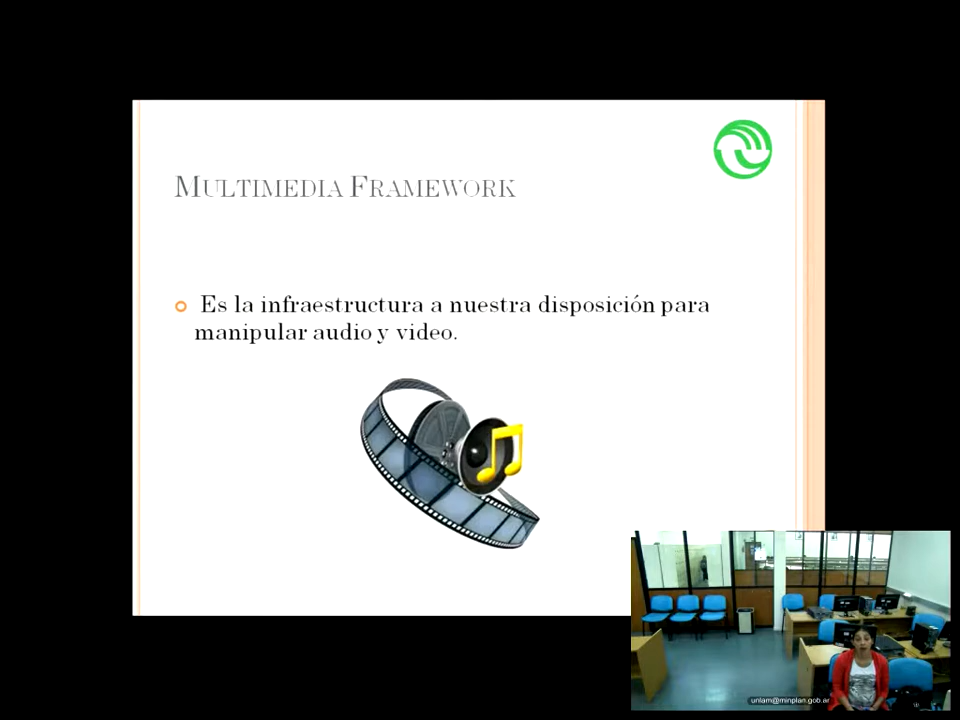 MULTIMEDIA FRAMEWORK
Es la infraestructura a nuestra disposición para
manipular audio y video.
unlam@minplan.gob.ar